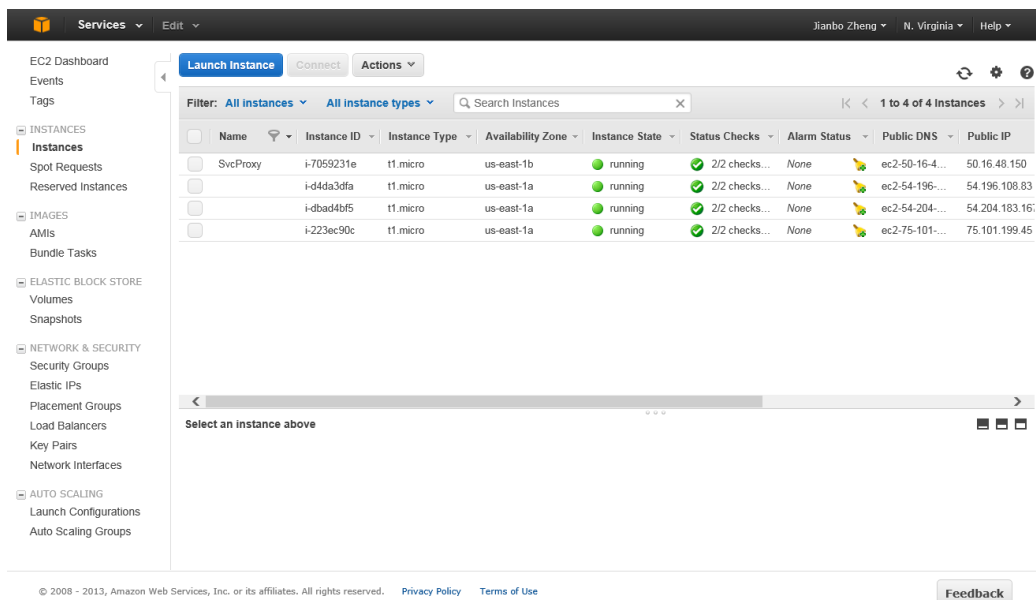 Services Edit Jianbo Zheng N. Virginia Help
EC2 Dashboard
Events
Tags
INSTANCES
Instances
Spot Requests
Reserved Instances
IMAGES
AMIs
Bundle Tasks
ELASTIC BLOCK STORE
Volumes
Snapshots
NETWORK & SECURITY
Security Groups
Elastic IPs
Placement Groups
Load Balancers
Key Pairs
Network Interfaces
AUTO SCALING
Launch Configurations
Auto Scaling Groups
Launch Instance Connect Actions
Filter: All instances All instance types Search Instances 1 to 4 of 4 Instances
Name Instance ID Instance Type Availability Zone Instance State Status Checks Alarm Status Public DNS Public IP
SvcProxy i-7059231e t1.micro us-east-1b running 2/2 checks... None ec2-50-16-4... 50.16.48.150
i-d4da3dfa t1.micro us-east-1a running 2/2 checks... None ec2-54-196-... 54.196.108.83
i-dbad4bf5 t1.micro us-east-1a running 2/2 checks... None ec2-54-204-... 54.204.183.167
i-223ec90c t1.micro us-east-1a running 2/2 checks... None ec2-75-101-... 75.101.199.45
Select an instance above
© 2008 - 2013, Amazon Web Services, Inc. or its affiliates. All rights reserved. Privacy Policy Terms of Use Feedback